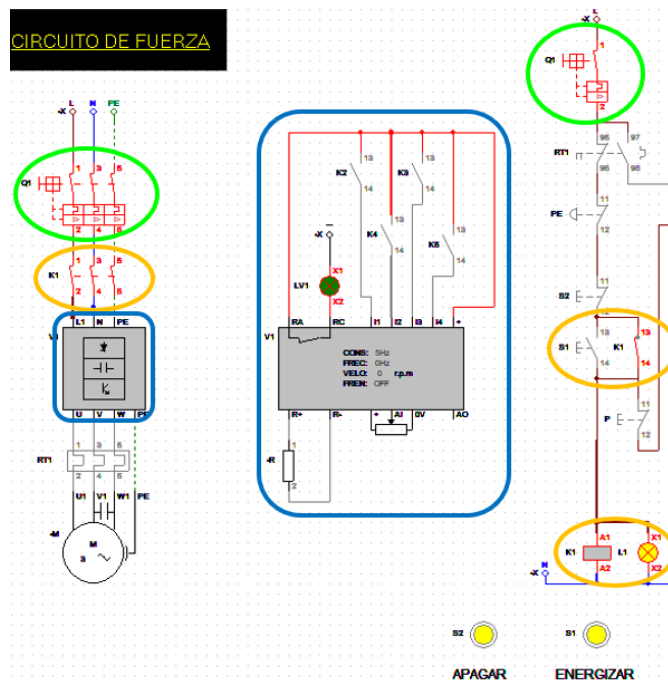 CIRCUITO DE FUERZA
-X L N PE
Q1
1 3 5
2 4 6
K1
1 3 5
2 4 6
L1 N PE
V1
U V W PE
RT1
1 3 5
2 4 6
U1 V1 W1 PE
-M
M
3
K2 13 14
K3 13 14
K4 13 14
K5 13 14
-X
LV1 X1 X2
RA RC I1 I2 I3 I4 +
V1
CONS: 5Hz
FREC: 0Hz
VELO: 0 r.p.m
FREN: OFF
R+ R- + AI 0V AO
-R 1 2
-X L
Q1 1 2
RT1 95 96 97 98
PE 11 12
S2 11 12
S1 13 14
K1 13 14
P 11 12
K1 A1 A2
L1 X1 X2
-X N
S2
S1
APAGAR
ENERGIZAR